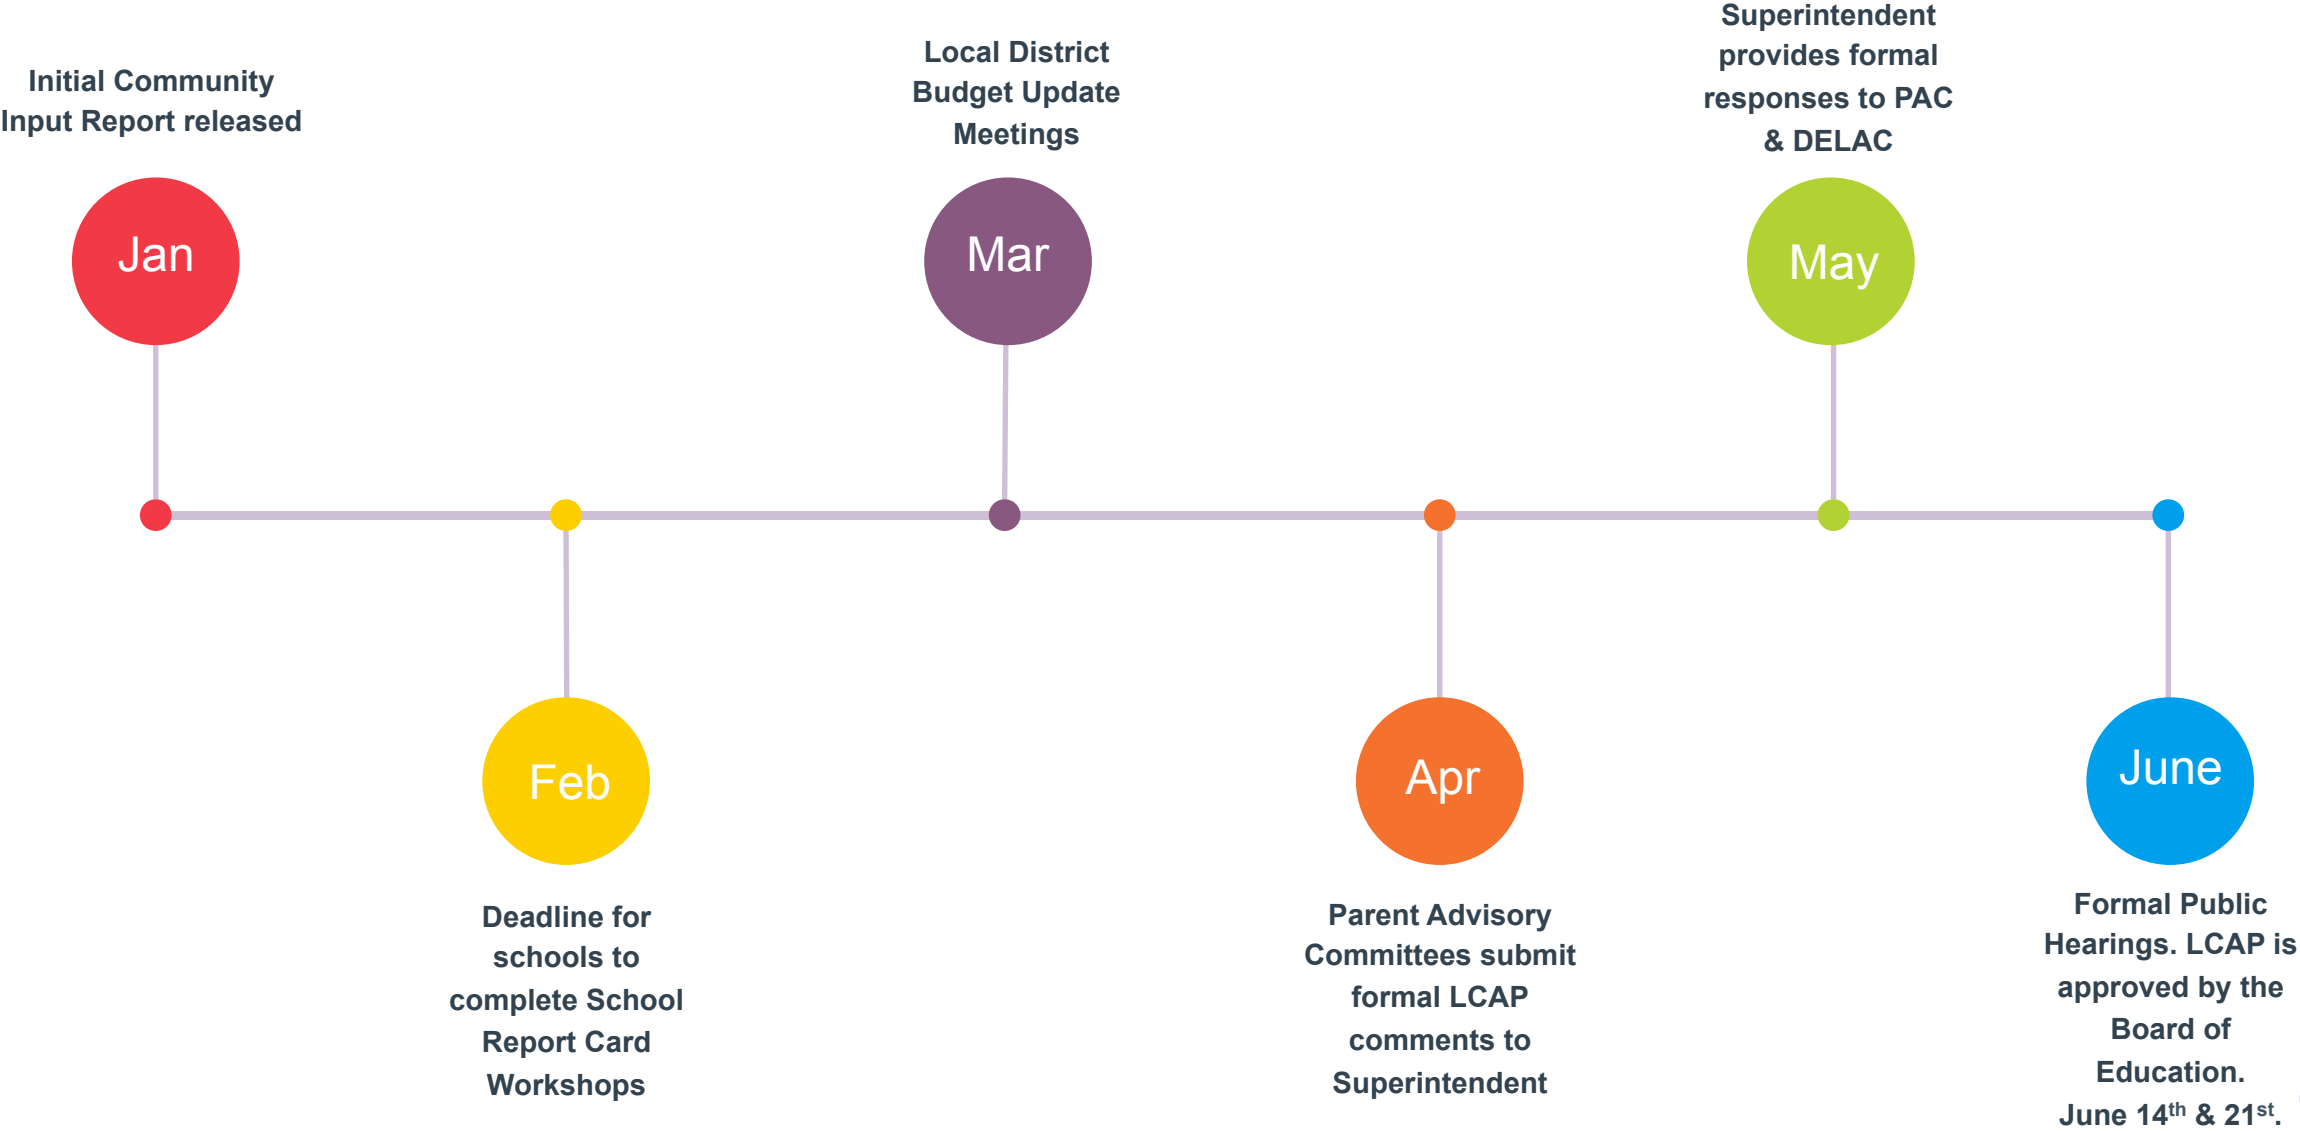 Initial Community
Input Report released
Jan
Deadline for
schools to
complete School
Report Card
Workshops
Feb
Local District
Budget Update
Meetings
Mar
Parent Advisory
Committees submit
formal LCAP
comments to
Superintendent
Apr
Superintendent
provides formal
responses to PAC
& DELAC
May
Formal Public
Hearings. LCAP is
approved by the
Board of
Education.
June 14th & 21st.
June